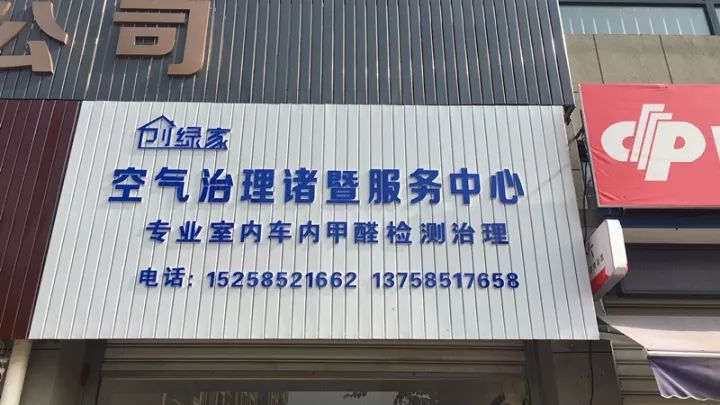 公司
创绿家
空气治理诸暨服务中心
专业室内车内甲醛检测治理
电话: 15258521662 13758517658